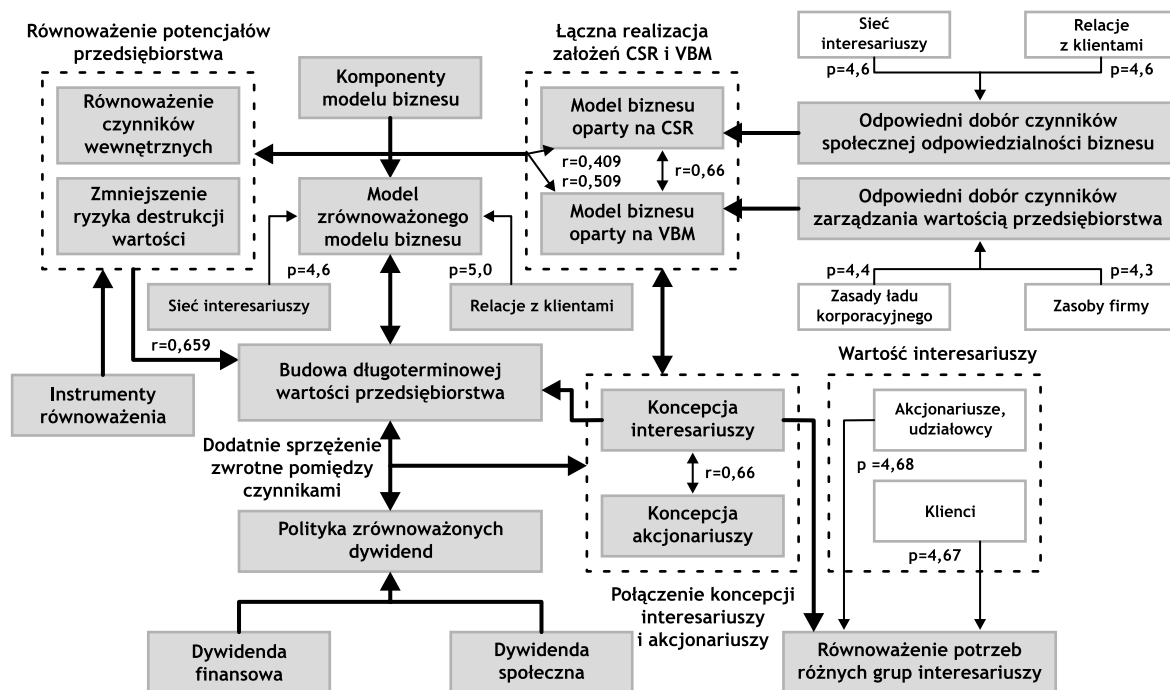 Równoważenie potencjałów
przedsiębiorstwa
Równoważenie
czynników
wewnętrznych
Zmniejszenie
ryzyka destrukcji
wartości
Komponenty
modelu biznesu
Łączna realizacja
założeń CSR i VBM
Model biznesu
oparty na CSR
r=0,409
r=0,509
r=0,66
Model biznesu
oparty na VBM
Sieć
interesariuszy
Relacje
z klientami
p=4,6
p=4,6
Odpowiedni dobór czynników
społecznej odpowiedzialności biznesu
Odpowiedni dobór czynników
zarządzania wartością przedsiębiorstwa
p=4,4
p=4,3
Zasady ładu
korporacyjnego
Zasoby firmy
Model
zrównoważonego
modelu biznesu
p=4,6
p=5,0
Sieć interesariuszy
Relacje z klientami
r=0,659
Instrumenty
równoważenia
Budowa długoterminowej
wartości przedsiębiorstwa
Dodatnie sprzężenie
zwrotne pomiędzy
czynnikami
Koncepcja
interesariuszy
r=0,66
Koncepcja
akcjonariuszy
Wartość interesariuszy
Akcjonariusze,
udziałowcy
p =4,68
Klienci
p=4,67
Polityka zrównoważonych
dywidend
Połączenie koncepcji
interesariuszy
i akcjonariuszy
Dywidenda
finansowa
Dywidenda
społeczna
Równoważenie potrzeb
różnych grup interesariuszy